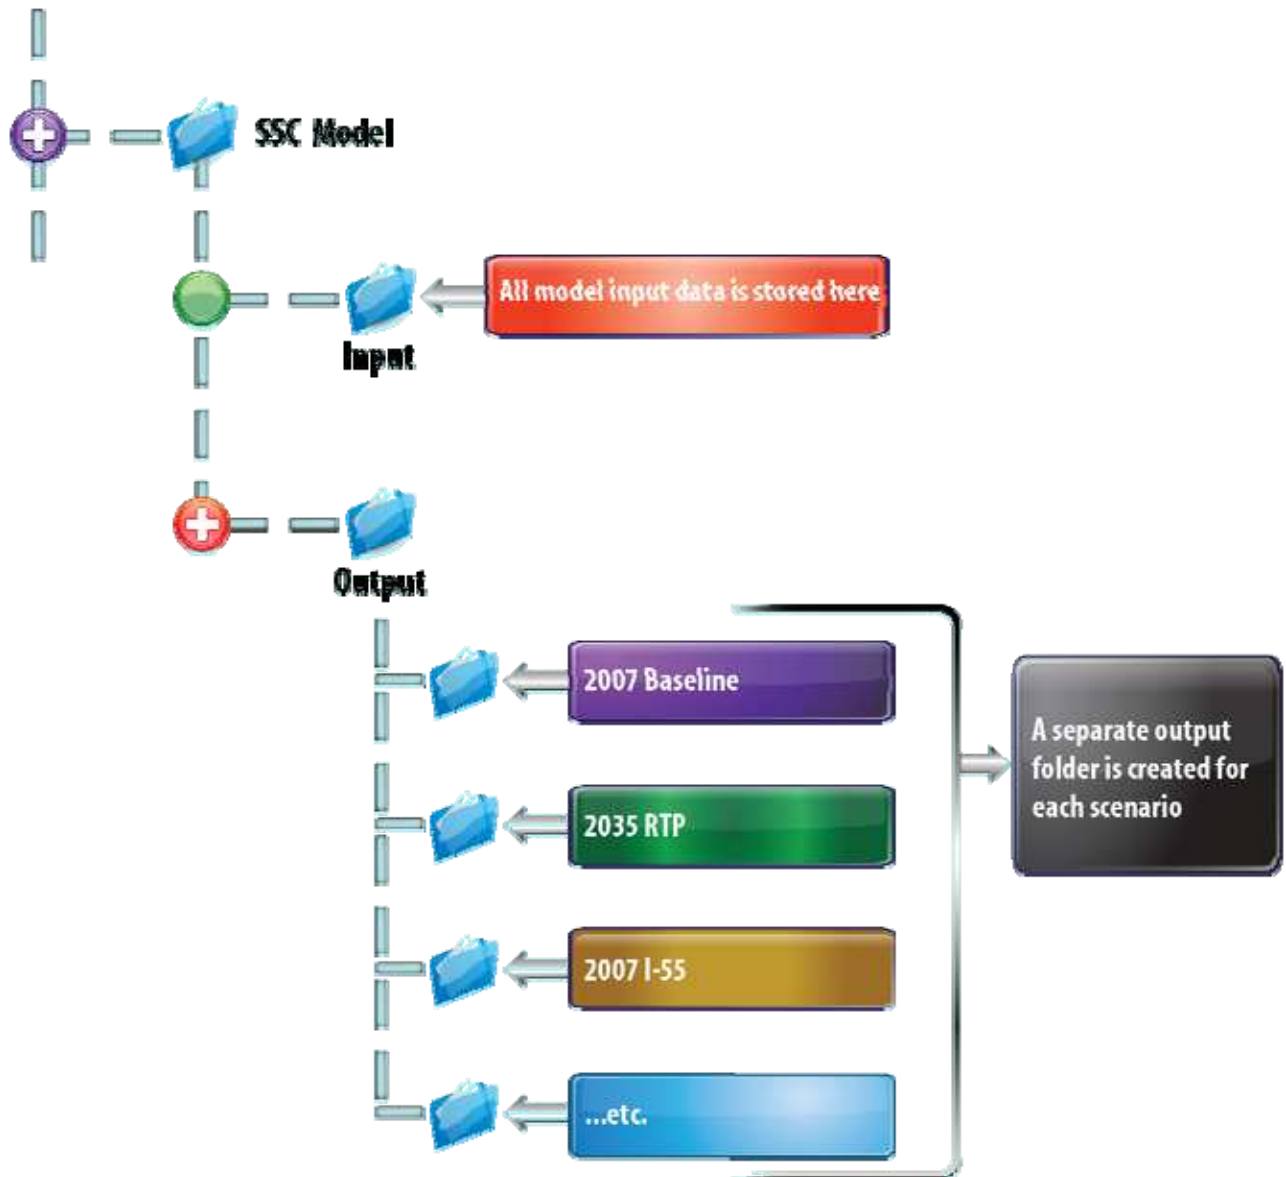 SSC Model
All model input data is stored here
Input
Output
2007 Baseline
2035 RTP
2007 I-55
...etc.
A separate output
folder is created for
each scenario